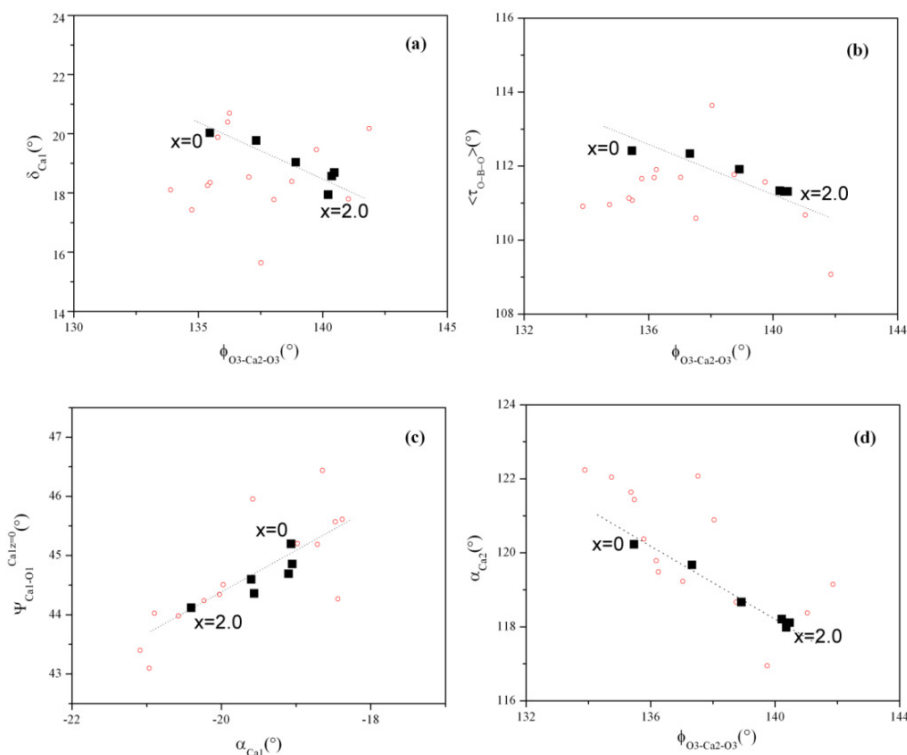 24
22
20
18
16
14
δCa1(°)
(a)
x=0
x=2.0
130 135 140 145
ϕO3-Ca2-O3(°)
116
114
112
110
108
<τO–B–O>(°)
(b)
x=0
x=2.0
132 136 140 144
ϕO3-Ca2-O3(°)
47
46
45
44
43
ΨCa1-O1 Ca1z=0(°)
(c)
x=0
x=2.0
-22 -20 -18
αCa1(°)
124
122
120
118
116
αCa2(°)
(d)
x=0
x=2.0
132 136 140 144
ϕO3-Ca2-O3(°)